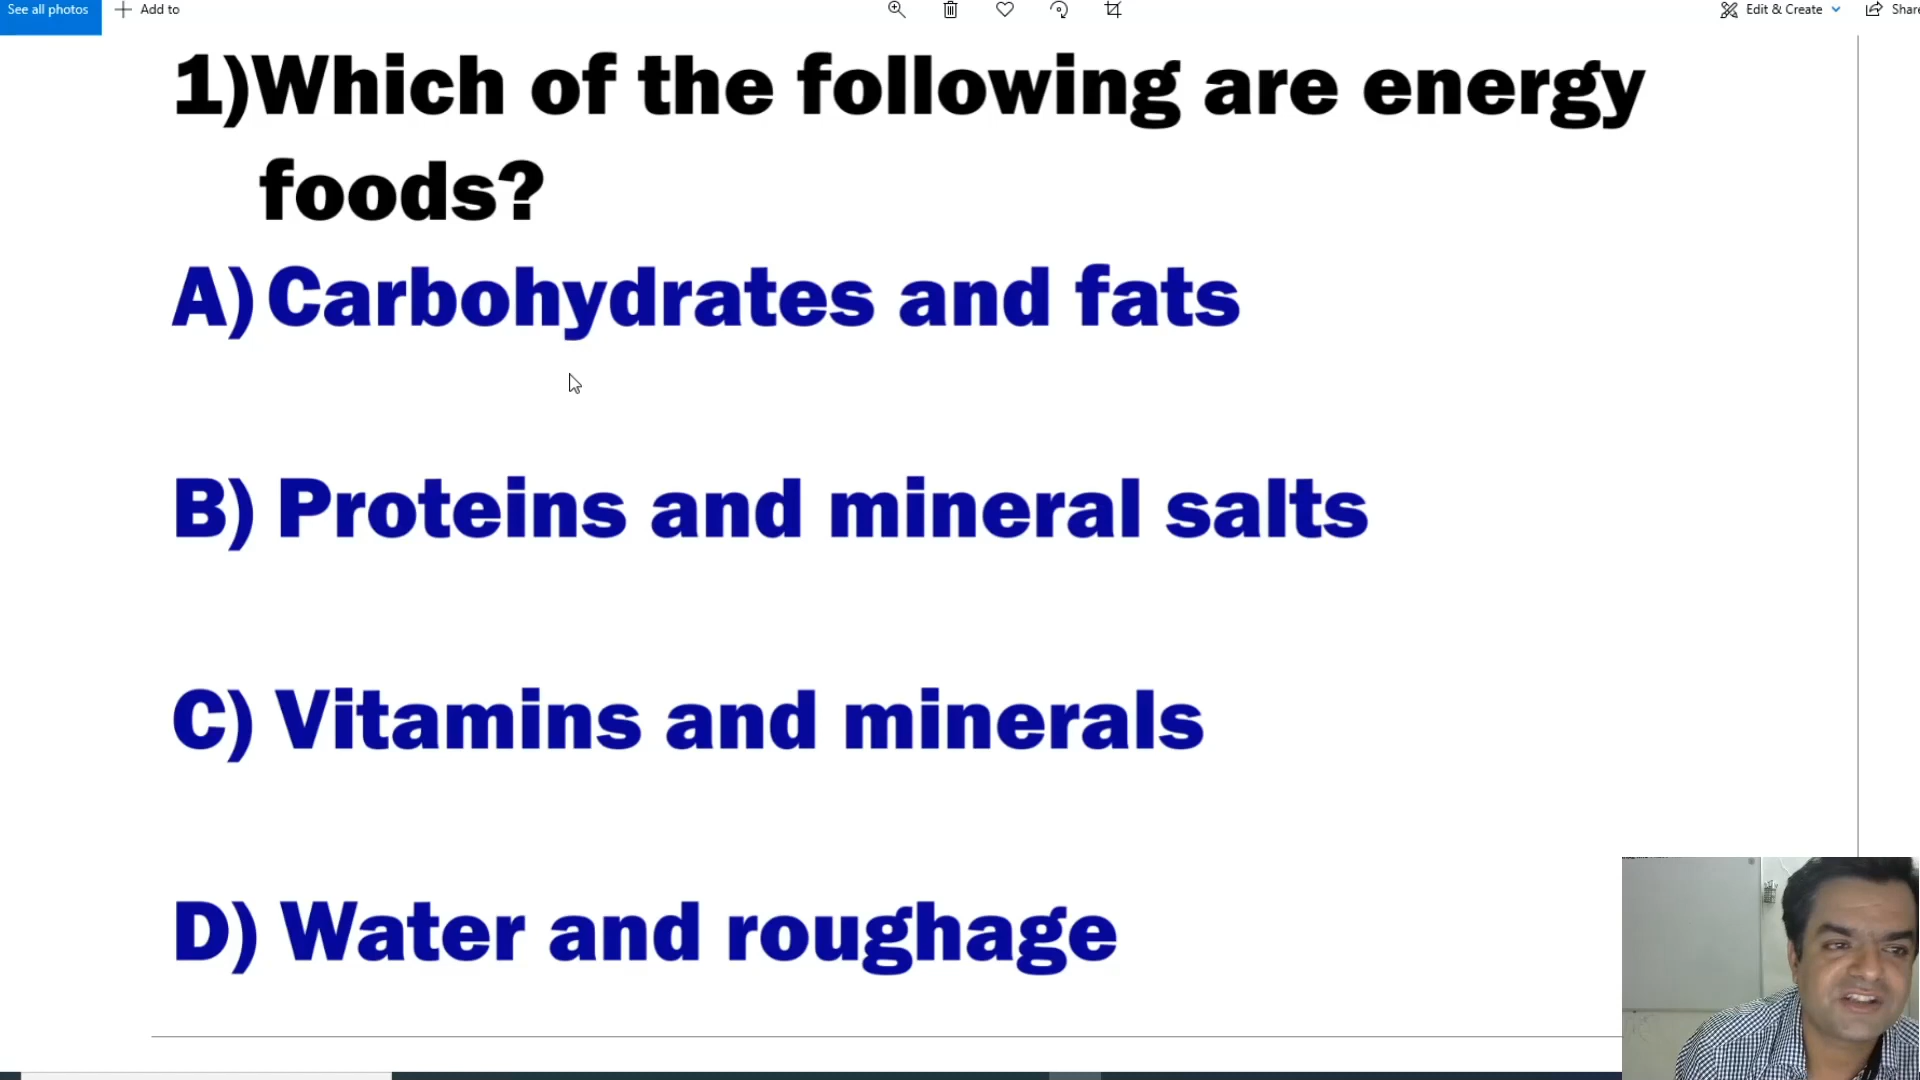 See all photos
Add to
Edit & Create
Share
1)Which of the following are energy
foods?
A) Carbohydrates and fats
B) Proteins and mineral salts
C) Vitamins and minerals
D) Water and roughage